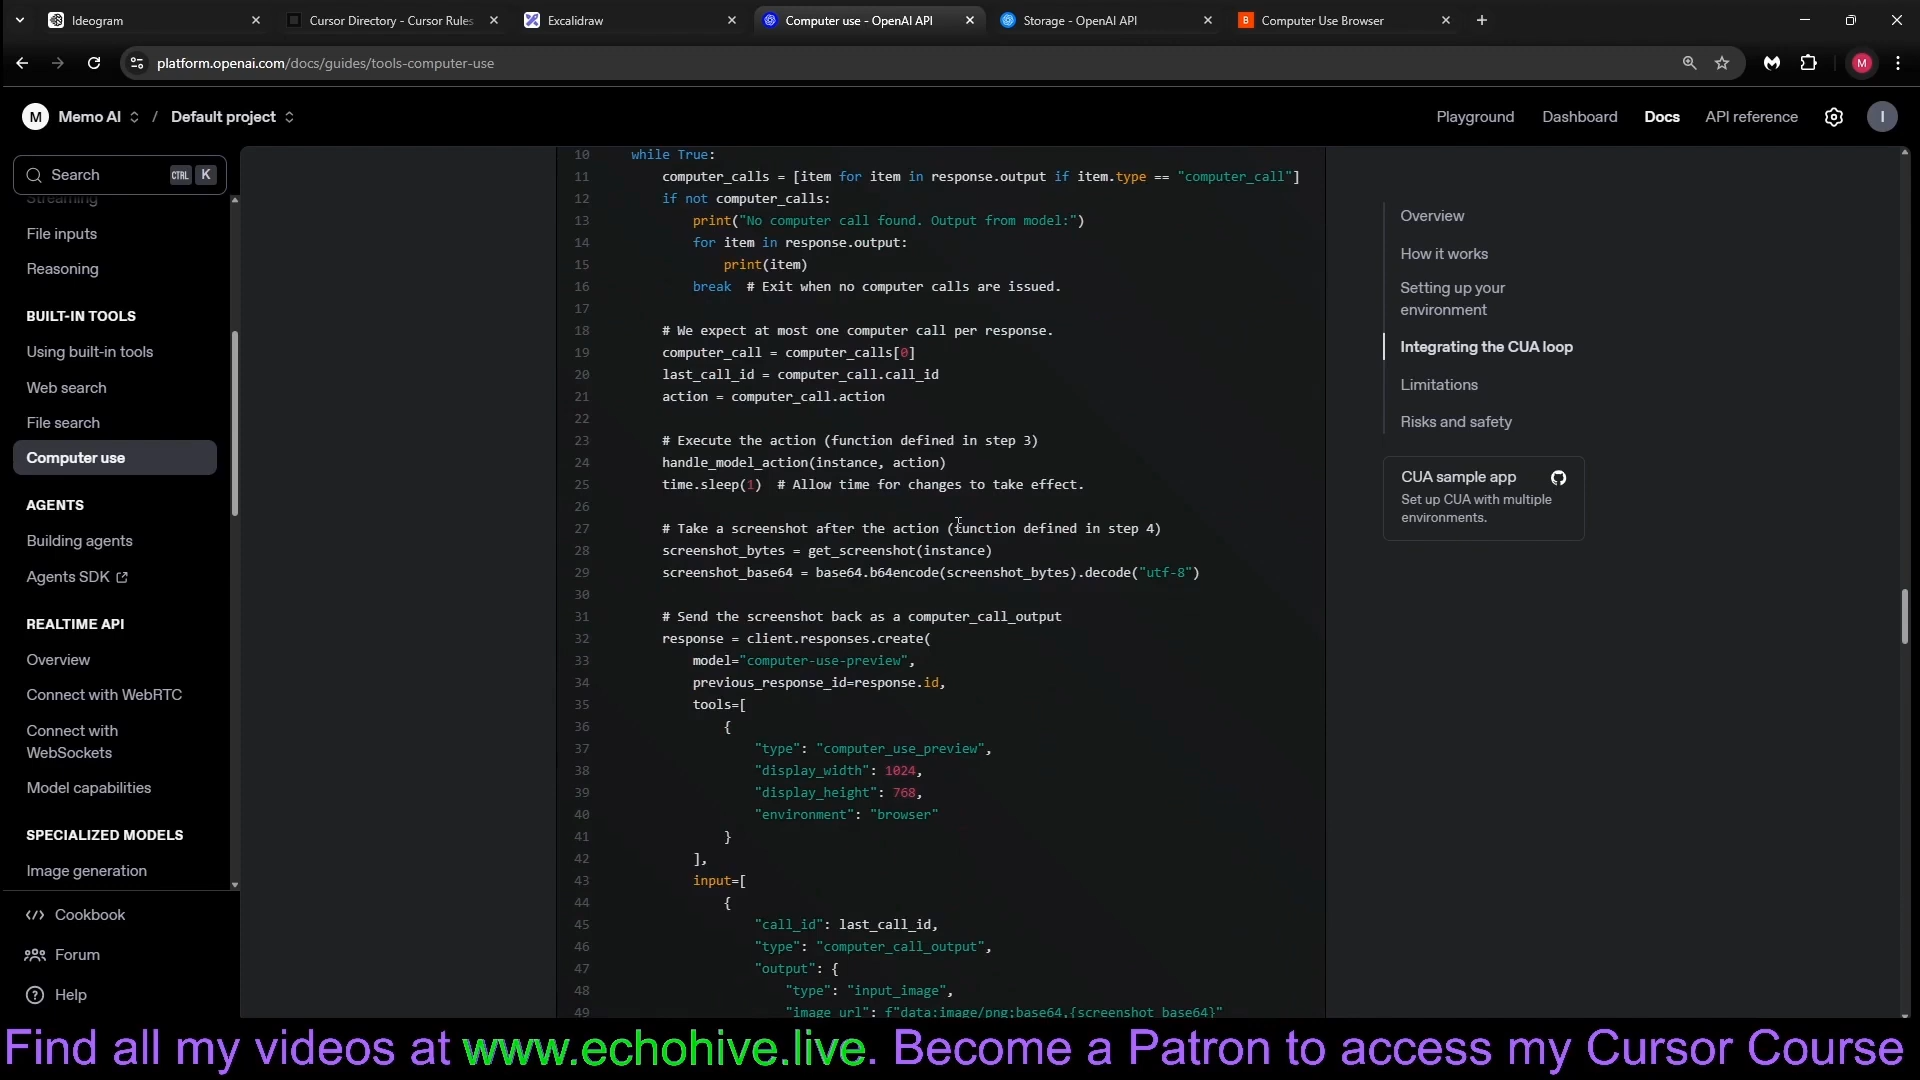 Ideogram
Cursor Directory - Cursor Rules
Excalidraw
Computer use - OpenAI API
Storage - OpenAI API
B
Computer Use Browser
platform.openai.com/docs/guides/tools-computer-use
M
M
Memo AI
/
Default project
Playground
Dashboard
Docs
API reference
I
Search
CTRL
K
Streaming
File inputs
Reasoning
BUILT-IN TOOLS
Using built-in tools
Web search
File search
Computer use
AGENTS
Building agents
Agents SDK
REALTIME API
Overview
Connect with WebRTC
Connect with
WebSockets
Model capabilities
SPECIALIZED MODELS
Image generation
Cookbook
Forum
Help
10 while True:
11 computer_calls = [item for item in response.output if item.type == "computer_call"]
12 if not computer_calls:
13 print("No computer call found. Output from model:")
14 for item in response.output:
15 print(item)
16 break # Exit when no computer calls are issued.
17
18 # We expect at most one computer call per response.
19 computer_call = computer_calls[0]
20 last_call_id = computer_call.call_id
21 action = computer_call.action
22
23 # Execute the action (function defined in step 3)
24 handle_model_action(instance, action)
25 time.sleep(1) # Allow time for changes to take effect.
26
27 # Take a screenshot after the action (function defined in step 4)
28 screenshot_bytes = get_screenshot(instance)
29 screenshot_base64 = base64.b64encode(screenshot_bytes).decode("utf-8")
30
31 # Send the screenshot back as a computer_call_output
32 response = client.responses.create(
33 model="computer-use-preview",
34 previous_response_id=response.id,
35 tools=[
36 {
37 "type": "computer_use_preview",
38 "display_width": 1024,
39 "display_height": 768,
40 "environment": "browser"
41 }
42 ],
43 input=[
44 {
45 "call_id": last_call_id,
46 "type": "computer_call_output",
47 "output": {
48 "type": "input_image",
49 "image_url": f"data:image/png;base64,{screenshot_base64}"
Overview
How it works
Setting up your
environment
Integrating the CUA loop
Limitations
Risks and safety
CUA sample app
Set up CUA with multiple
environments.
Find all my videos at www.echohive.live. Become a Patron to access my Cursor Course